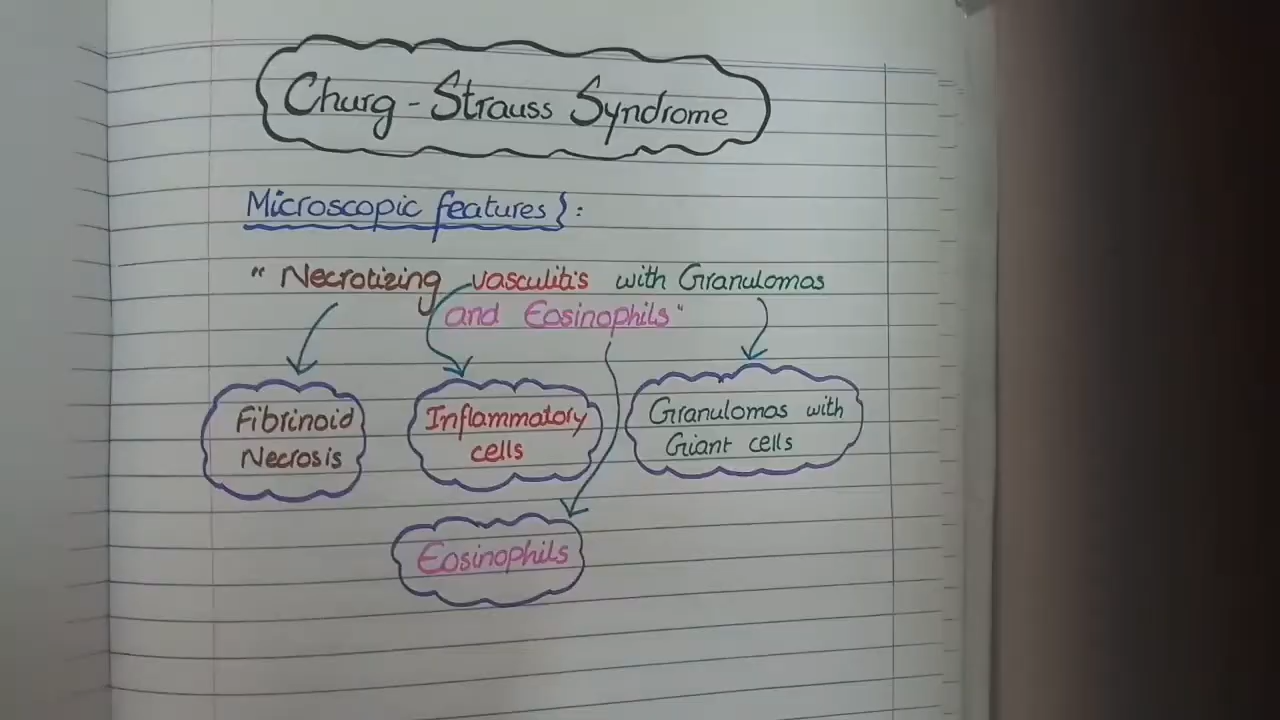 Churg - Strauss Syndrome
Microscopic features}:
"Necrotizing vasculitis with Granulomas
and Eosinophils"
Fibrinoid
Necrosis
Inflammatory
cells
Granulomas with
Giant cells
Eosinophils